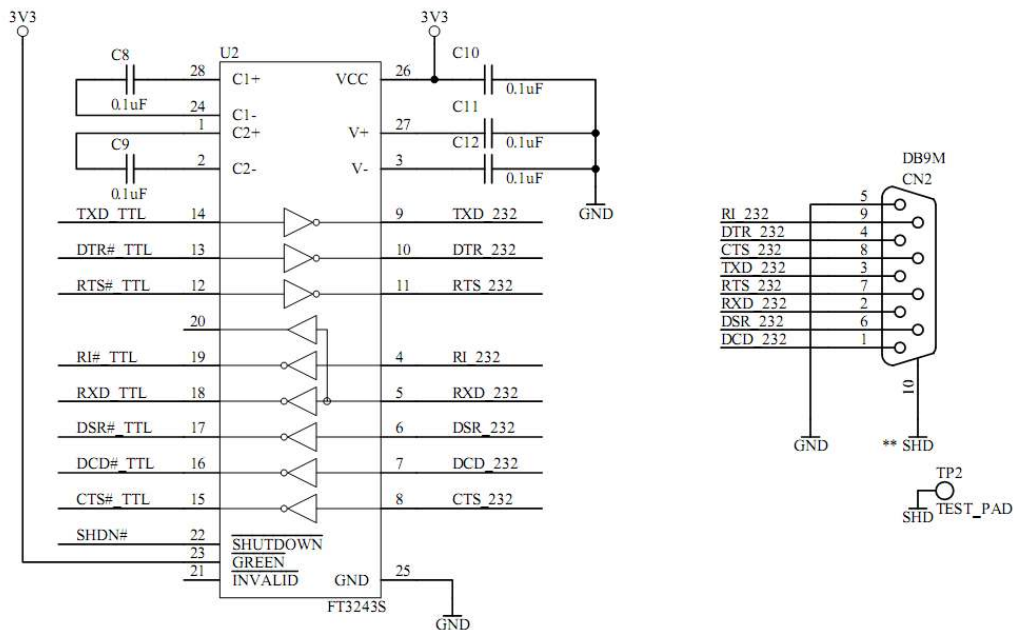 3V3
3V3
U2
C8
C10
28
C1+
VCC
26
0.1uF
0.1uF
24
C1-
C11
1
C2+
V+
27
C9
C12
0.1uF
2
C2-
V-
3
0.1uF
0.1uF
GND
TXD_TTL
14
9
TXD_232
DTR#_TTL
13
10
DTR_232
RTS#_TTL
12
11
RTS_232
20
RI#_TTL
19
4
RI_232
RXD_TTL
18
5
RXD_232
DSR#_TTL
17
6
DSR_232
DCD#_TTL
16
7
DCD_232
CTS#_TTL
15
8
CTS_232
SHDN#
22
SHUTDOWN
23
GREEN
21
INVALID
GND
25
FT3243S
GND
DB9M
CN2
5
RI_232
9
DTR_232
4
CTS_232
8
TXD_232
3
RTS_232
7
RXD_232
2
DSR_232
6
DCD_232
1
10
GND
** SHD
TP2
SHD
TEST_PAD